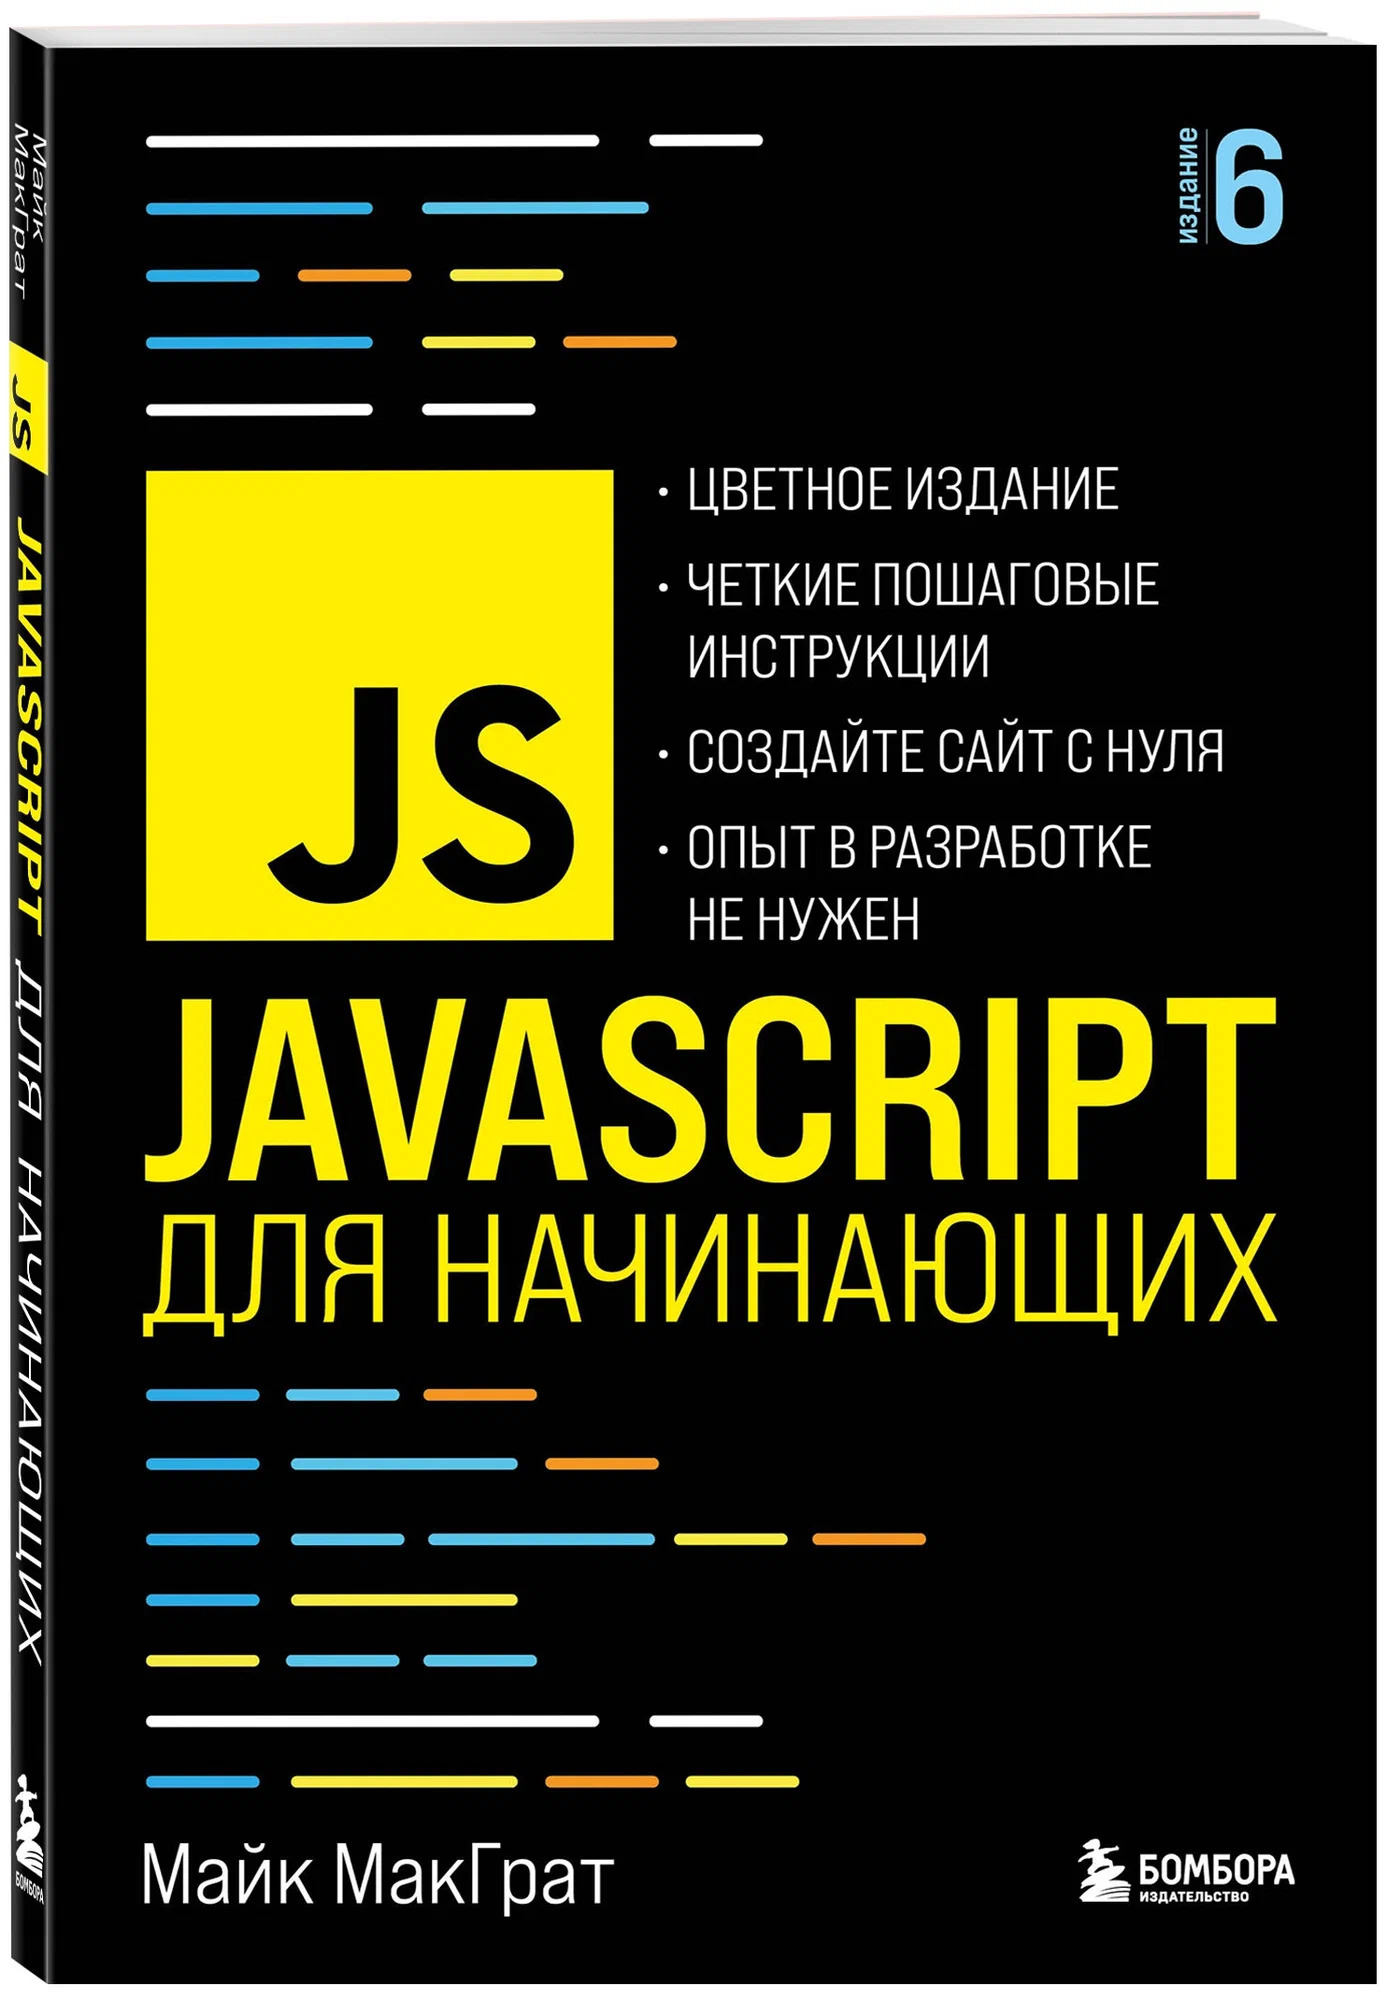 издание
6
• ЦВЕТНОЕ ИЗДАНИЕ
• ЧЕТКИЕ ПОШАГОВЫЕ
ИНСТРУКЦИИ
• СОЗДАЙТЕ САЙТ С НУЛЯ
• ОПЫТ В РАЗРАБОТКЕ
НЕ НУЖЕН
JS
JAVASCRIPT
ДЛЯ НАЧИНАЮЩИХ
Майк МакГрат
БОМБОРА
ИЗДАТЕЛЬСТВО
Майк
МакГрат
JS
JAVASCRIPT ДЛЯ НАЧИНАЮЩИХ
БОМБОРА